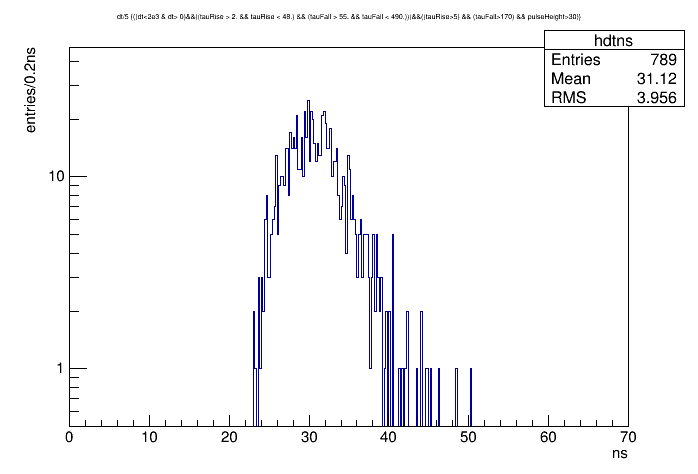 dt/5 {((dt<2e3 & dt> 0)&&((tauRise > 2. && tauRise < 48.) && (tauFall > 55. && tauFall < 490.)))&&((tauRise>5) && (tauFall>170) && pulseHeight>30)}
hdtns
Entries 789
Mean 31.12
RMS 3.956
entries/0.2ns
10
1
0 10 20 30 40 50 60 70
ns